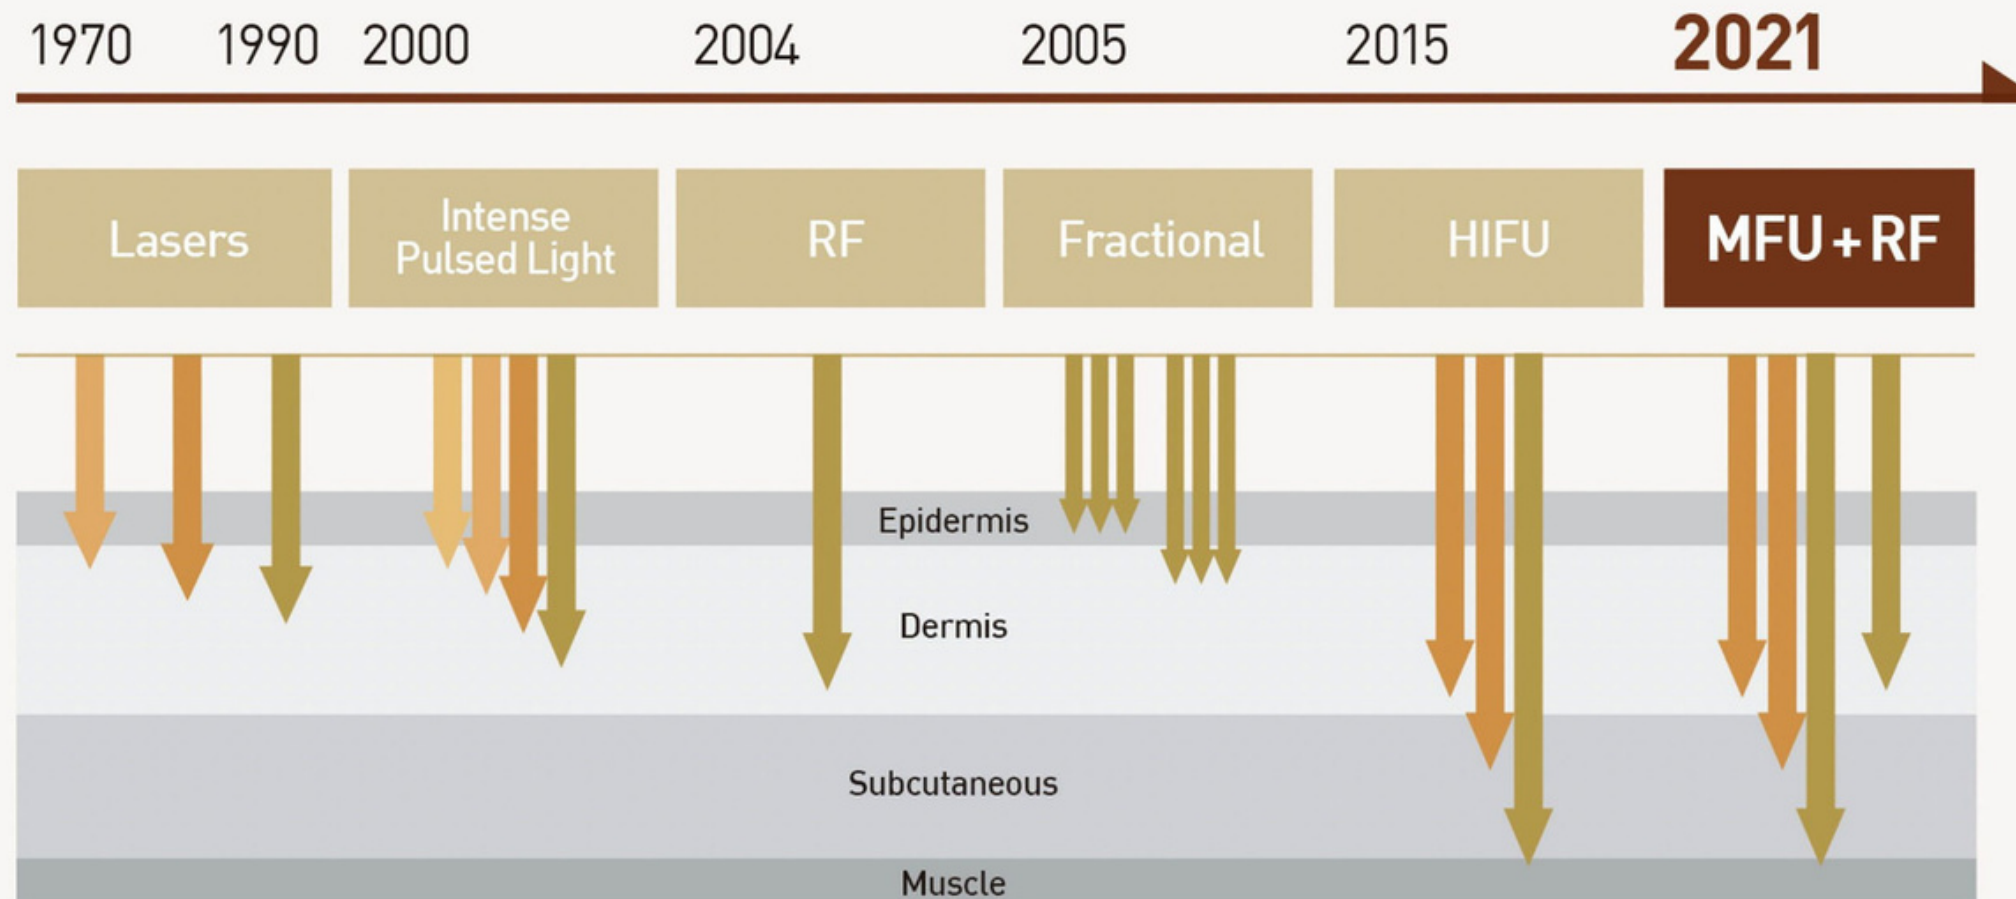 1970 1990 2000 2004 2005 2015 2021
Lasers
Intense
Pulsed Light
RF
Fractional
HIFU
MFU + RF
Epidermis
Dermis
Subcutaneous
Muscle